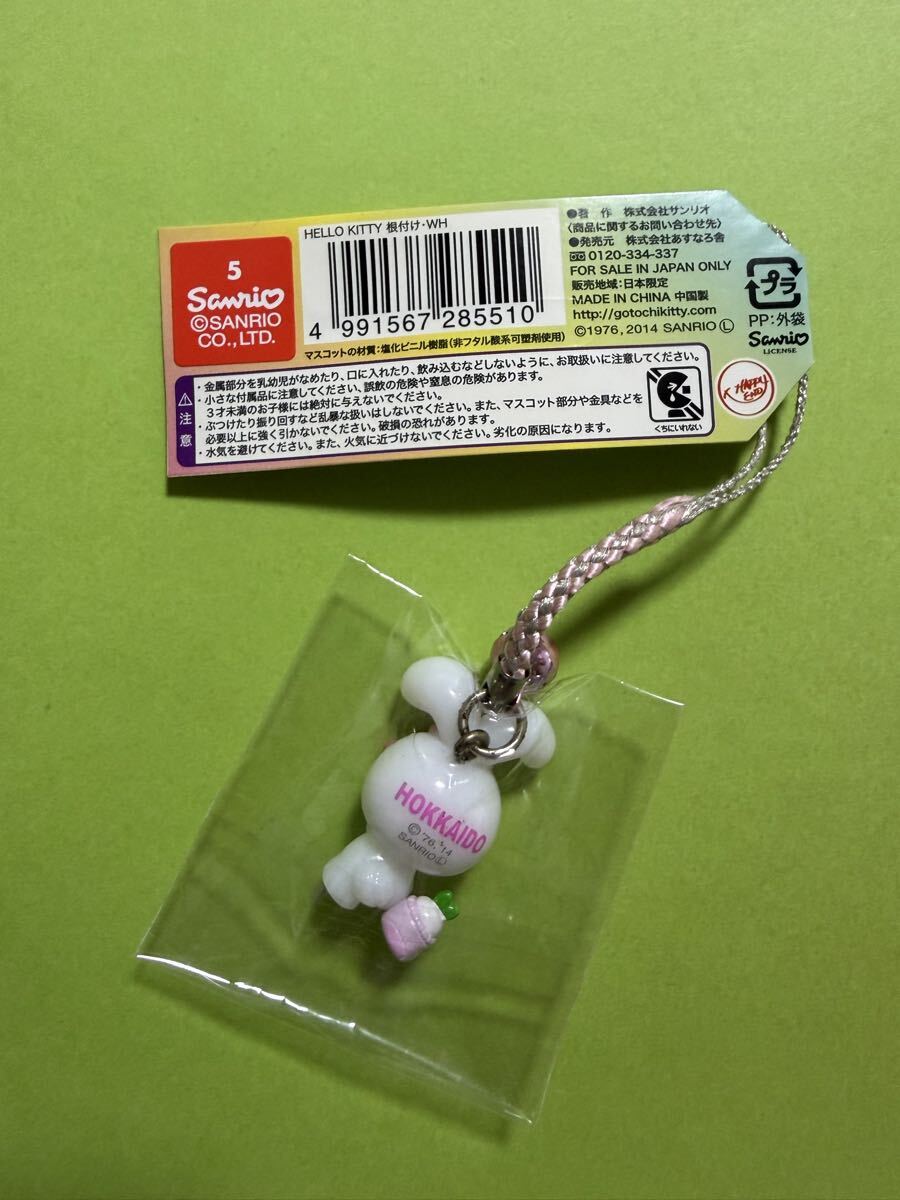 5
Sanrio
©SANRIO
CO., LTD.
HELLO KITTY 根付け・WH
4 991567 285510
マスコットの材質：塩化ビニル樹脂（非フタル酸系可塑剤使用）
●著 作 株式会社サンリオ
〈商品に関するお問い合わせ先〉
●発売元 株式会社あすなろ舎
0120-334-337
FOR SALE IN JAPAN ONLY
販売地域：日本限定
MADE IN CHINA 中国製
http://gotochikitty.com/
©1976, 2014 SANRIO Ⓛ
プラ
PP：外袋
Sanrio
LICENSE
HAPPY
END
注意
・金属部分を乳幼児がなめたり、口に入れたり、飲み込むなどしないように、お取扱いに注意してください。
・小さな付属品に注意してください、誤飲の危険や窒息の危険があります。
３才未満のお子様には絶対に与えないでください。
・ぶつけたり振り回すなど乱暴な扱いはしないでください。また、マスコット部分や金具などを
必要以上に強く引かないでください。破損の恐れがあります。
・水気を避けてください。また、火気に近づけないでください。劣化の原因になります。
くちにいれない
HOKKAIDO
©'76,'14
SANRIOⓁ